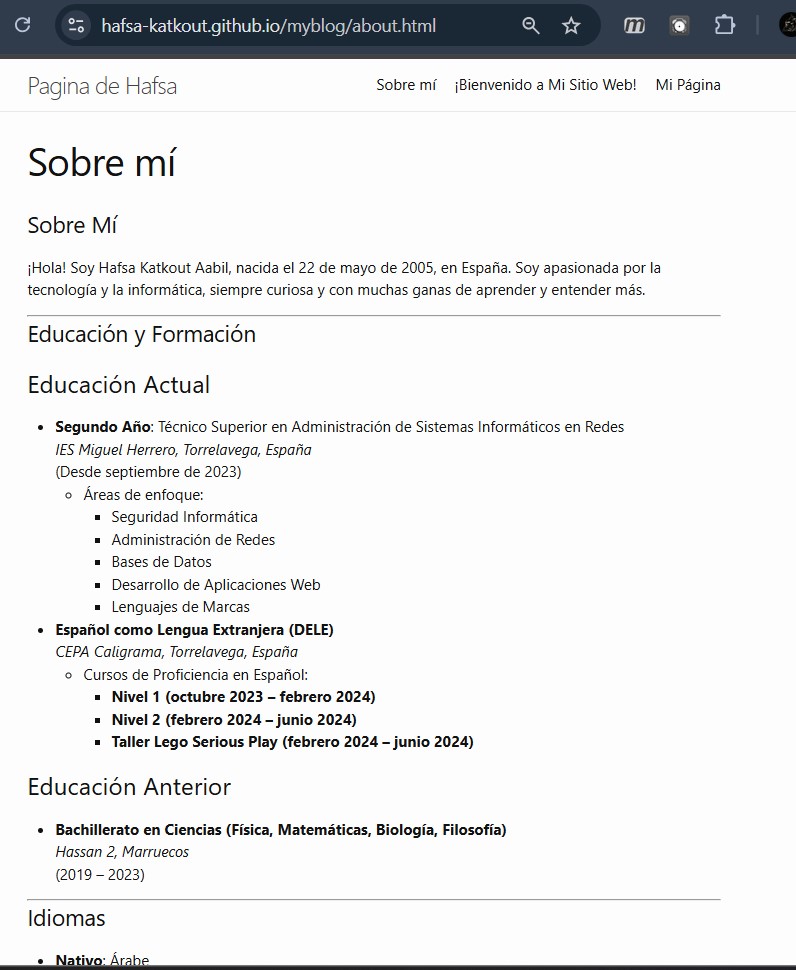 hafsa-katkout.github.io/myblog/about.html
Pagina de Hafsa
Sobre mí ¡Bienvenido a Mi Sitio Web! Mi Página
Sobre mí
Sobre Mí
¡Hola! Soy Hafsa Katkout Aabil, nacida el 22 de mayo de 2005, en España. Soy apasionada por la
tecnología y la informática, siempre curiosa y con muchas ganas de aprender y entender más.
Educación y Formación
Educación Actual
Segundo Año: Técnico Superior en Administración de Sistemas Informáticos en Redes
IES Miguel Herrero, Torrelavega, España
(Desde septiembre de 2023)
Áreas de enfoque:
Seguridad Informática
Administración de Redes
Bases de Datos
Desarrollo de Aplicaciones Web
Lenguajes de Marcas
Español como Lengua Extranjera (DELE)
CEPA Caligrama, Torrelavega, España
Cursos de Proficiencia en Español:
Nivel 1 (octubre 2023 – febrero 2024)
Nivel 2 (febrero 2024 – junio 2024)
Taller Lego Serious Play (febrero 2024 – junio 2024)
Educación Anterior
Bachillerato en Ciencias (Física, Matemáticas, Biología, Filosofía)
Hassan 2, Marruecos
(2019 – 2023)
Idiomas
Nativo: Árabe